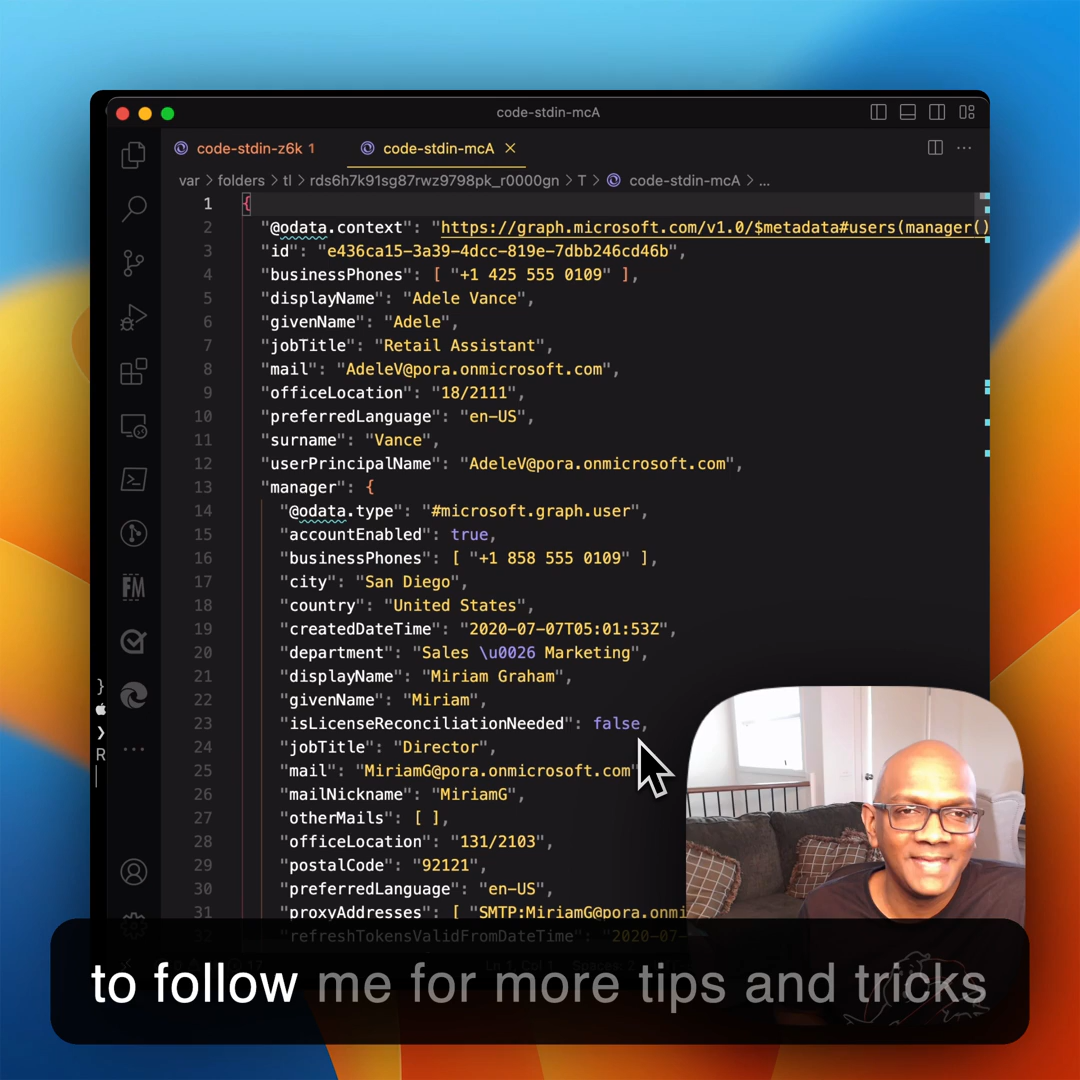 code-stdin-mcA
code-stdin-z6k 1
code-stdin-mcA
var > folders > tl > rds6h7k91sg87rwz9798pk_r0000gn > T > code-stdin-mcA > ...
1 {
2 "@odata.context": "https://graph.microsoft.com/v1.0/$metadata#users(manager()
3 "id": "e436ca15-3a39-4dcc-819e-7dbb246cd46b",
4 "businessPhones": [ "+1 425 555 0109" ],
5 "displayName": "Adele Vance",
6 "givenName": "Adele",
7 "jobTitle": "Retail Assistant",
8 "mail": "AdeleV@pora.onmicrosoft.com",
9 "officeLocation": "18/2111",
10 "preferredLanguage": "en-US",
11 "surname": "Vance",
12 "userPrincipalName": "AdeleV@pora.onmicrosoft.com",
13 "manager": {
14 "@odata.type": "#microsoft.graph.user",
15 "accountEnabled": true,
16 "businessPhones": [ "+1 858 555 0109" ],
17 "city": "San Diego",
18 "country": "United States",
19 "createdDateTime": "2020-07-07T05:01:53Z",
20 "department": "Sales \u0026 Marketing",
21 "displayName": "Miriam Graham",
22 "givenName": "Miriam",
23 "isLicenseReconciliationNeeded": false,
24 "jobTitle": "Director",
25 "mail": "MiriamG@pora.onmicrosoft.com"
26 "mailNickname": "MiriamG",
27 "otherMails": [ ],
28 "officeLocation": "131/2103",
29 "postalCode": "92121",
30 "preferredLanguage": "en-US",
31 "proxyAddresses": [ "SMTP:MiriamG@pora.onmi
32 "refreshTokensValidFromDateTime": "2020-07-
}
>
R
FM
to follow me for more tips and tricks